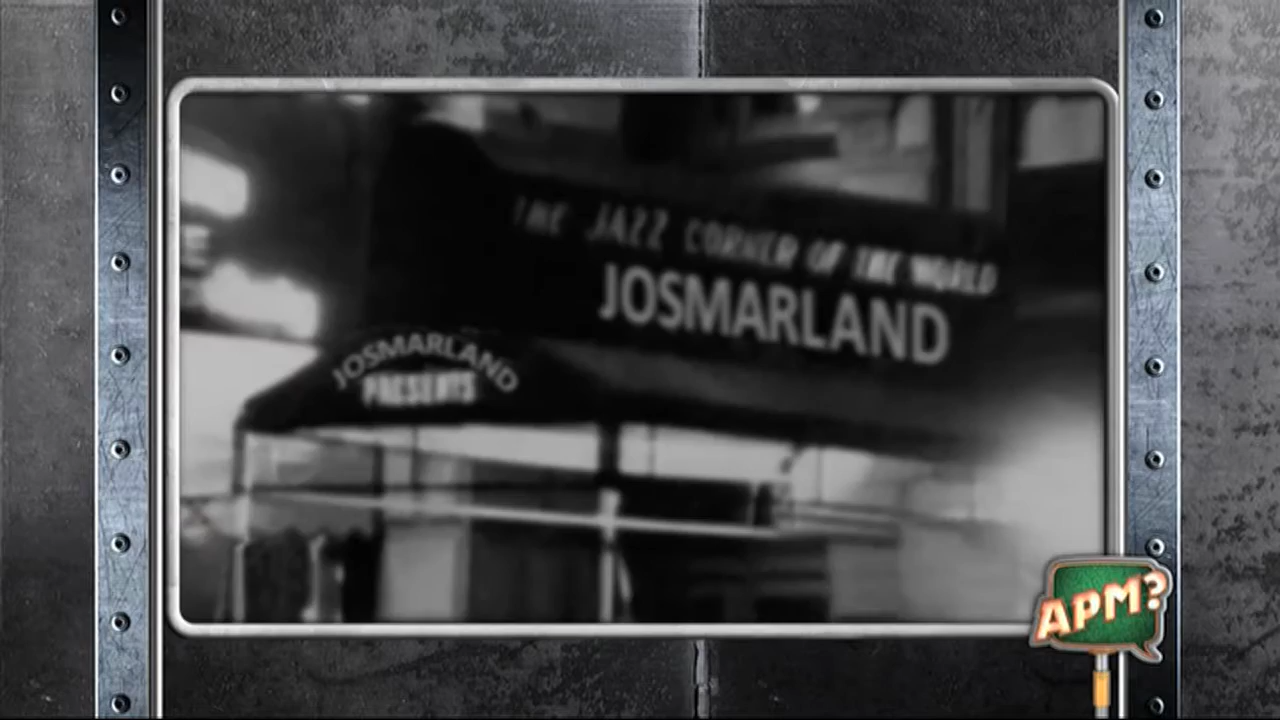 THE JAZZ CORNER OF THE WORLD
JOSMARLAND
JOSMARLAND
PRESENTS
APM?